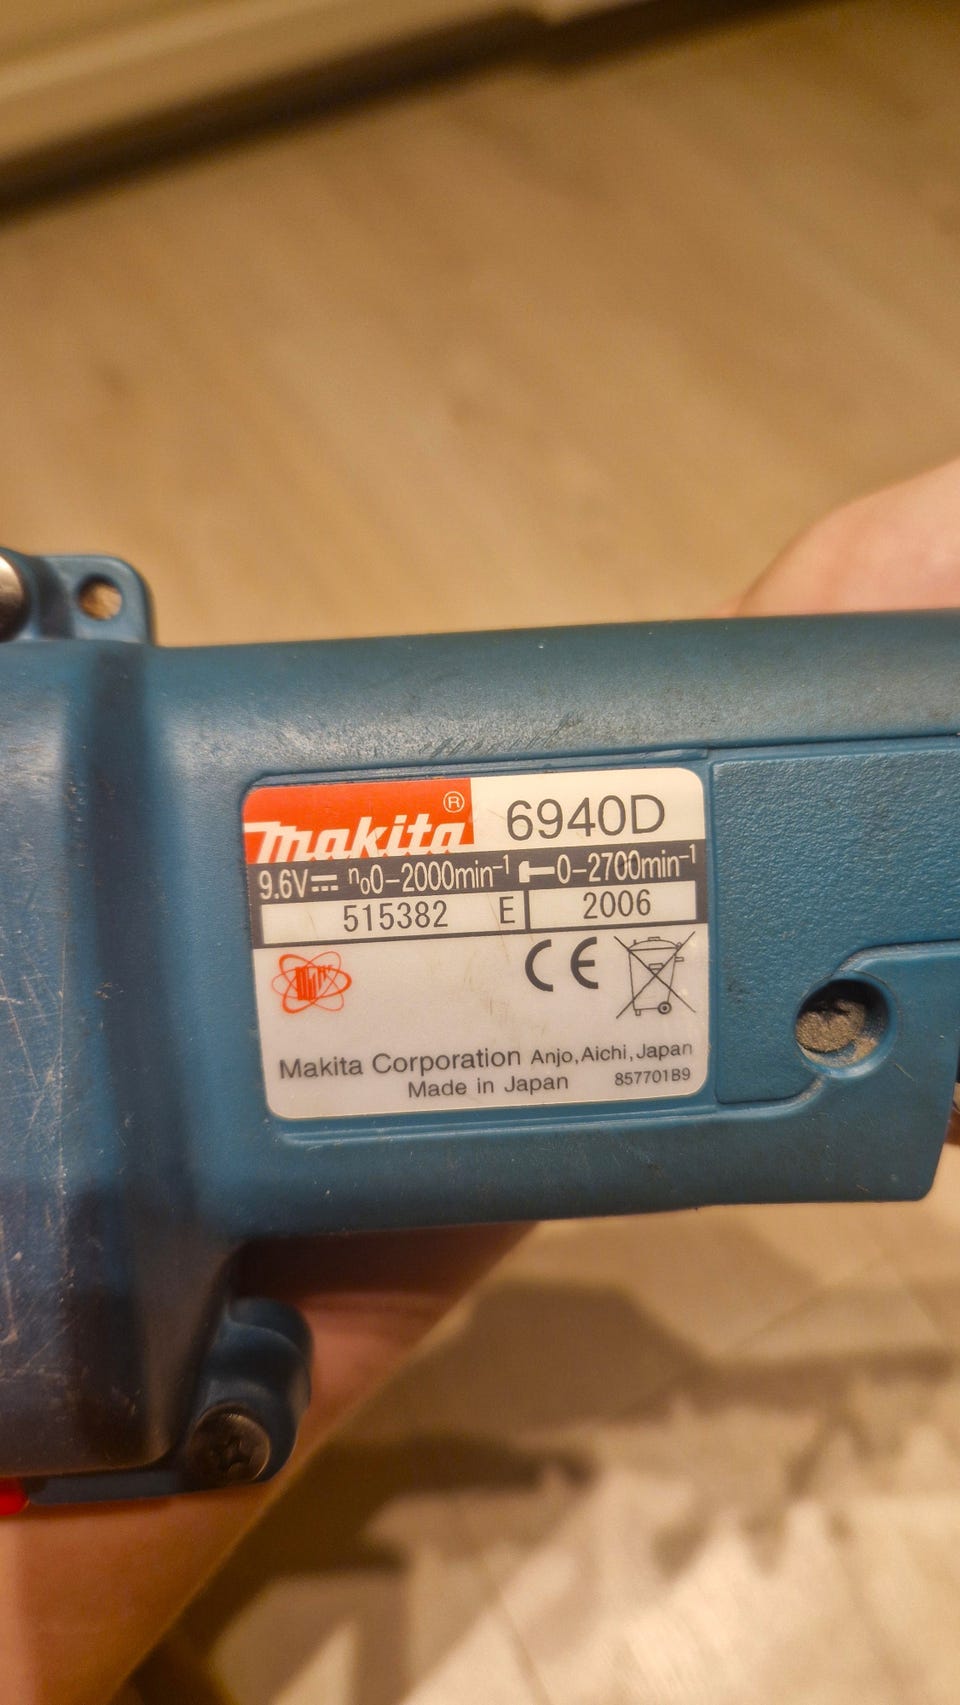 makita® 6940D
9.6V⎓ n₀0-2000min⁻¹ 0-2700min⁻¹
515382 E 2006
CE
Makita Corporation Anjo,Aichi,Japan
Made in Japan 857701B9